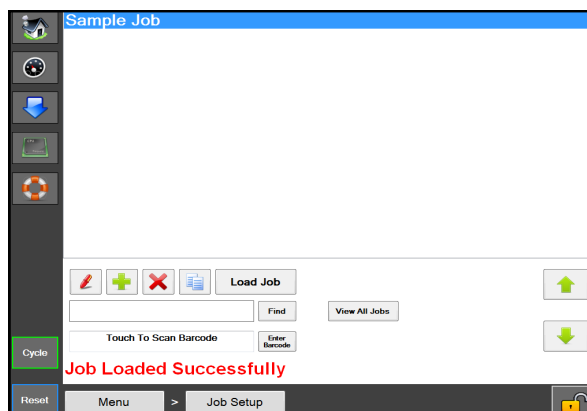 Sample Job
Load Job
Find
View All Jobs
Touch To Scan Barcode
Enter
Barcode
Cycle
Job Loaded Successfully
Reset
Menu
>
Job Setup